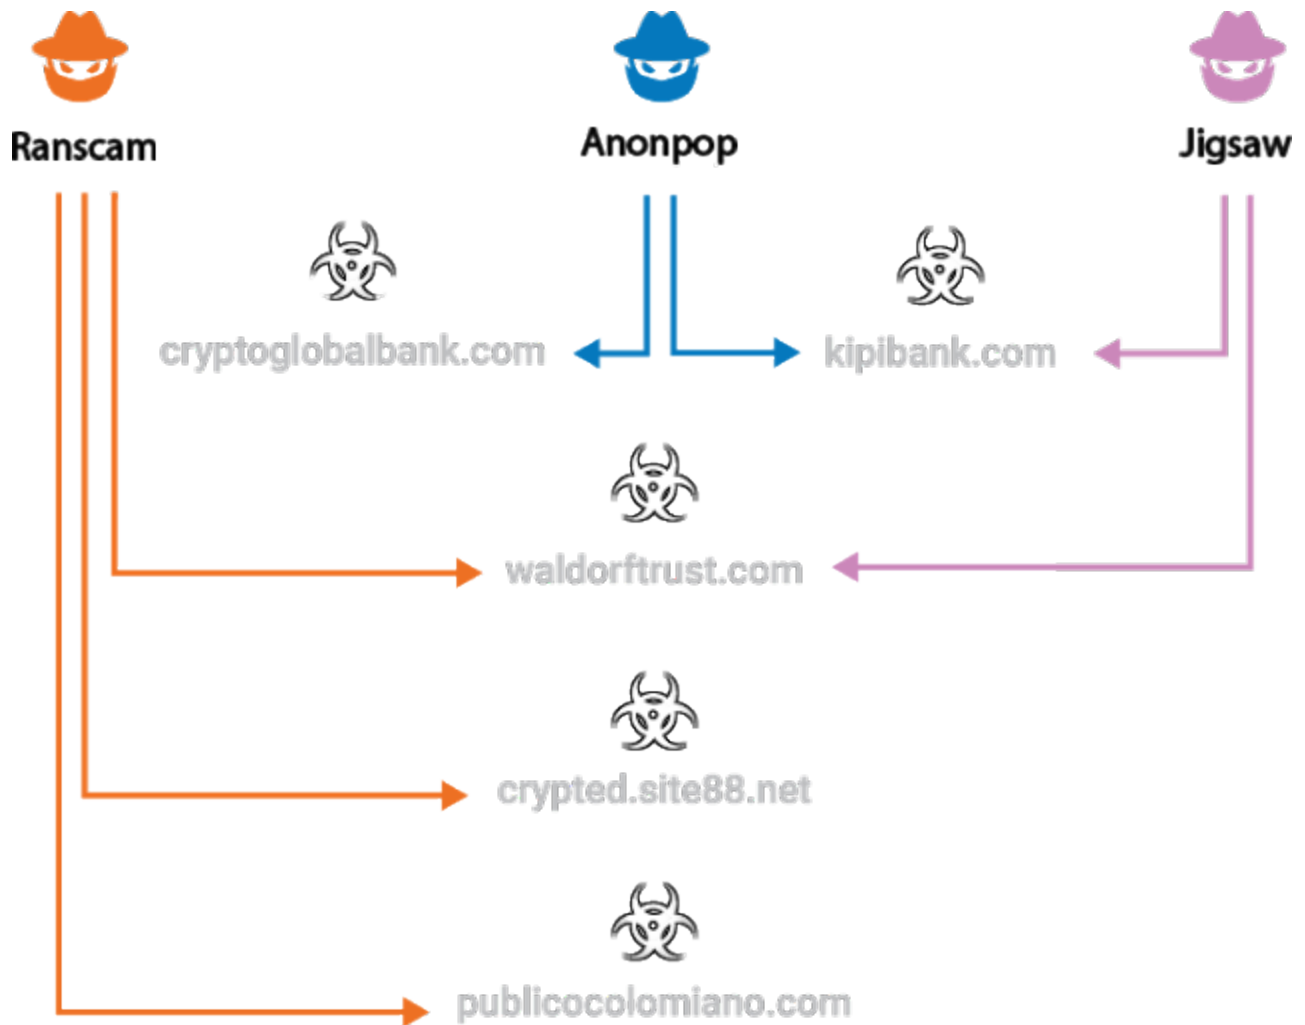 Ranscam
Anonpop
Jigsaw
cryptoglobalbank.com
kipibank.com
waldorftrust.com
crypted.site88.net
publicocolomiano.com